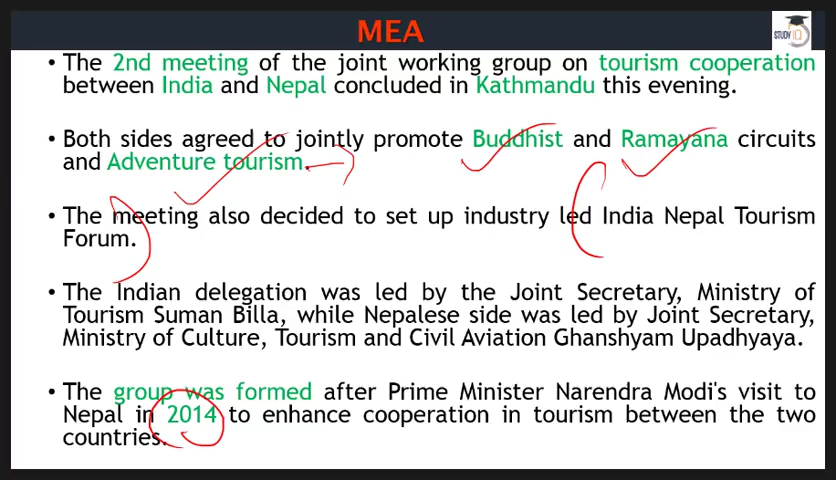 MEA
STUDY IQ
• The 2nd meeting of the joint working group on tourism cooperation
between India and Nepal concluded in Kathmandu this evening.
• Both sides agreed to jointly promote Buddhist and Ramayana circuits
and Adventure tourism.
• The meeting also decided to set up industry led India Nepal Tourism
Forum.
• The Indian delegation was led by the Joint Secretary, Ministry of
Tourism Suman Billa, while Nepalese side was led by Joint Secretary,
Ministry of Culture, Tourism and Civil Aviation Ghanshyam Upadhyaya.
• The group was formed after Prime Minister Narendra Modi's visit to
Nepal in 2014 to enhance cooperation in tourism between the two
countries.